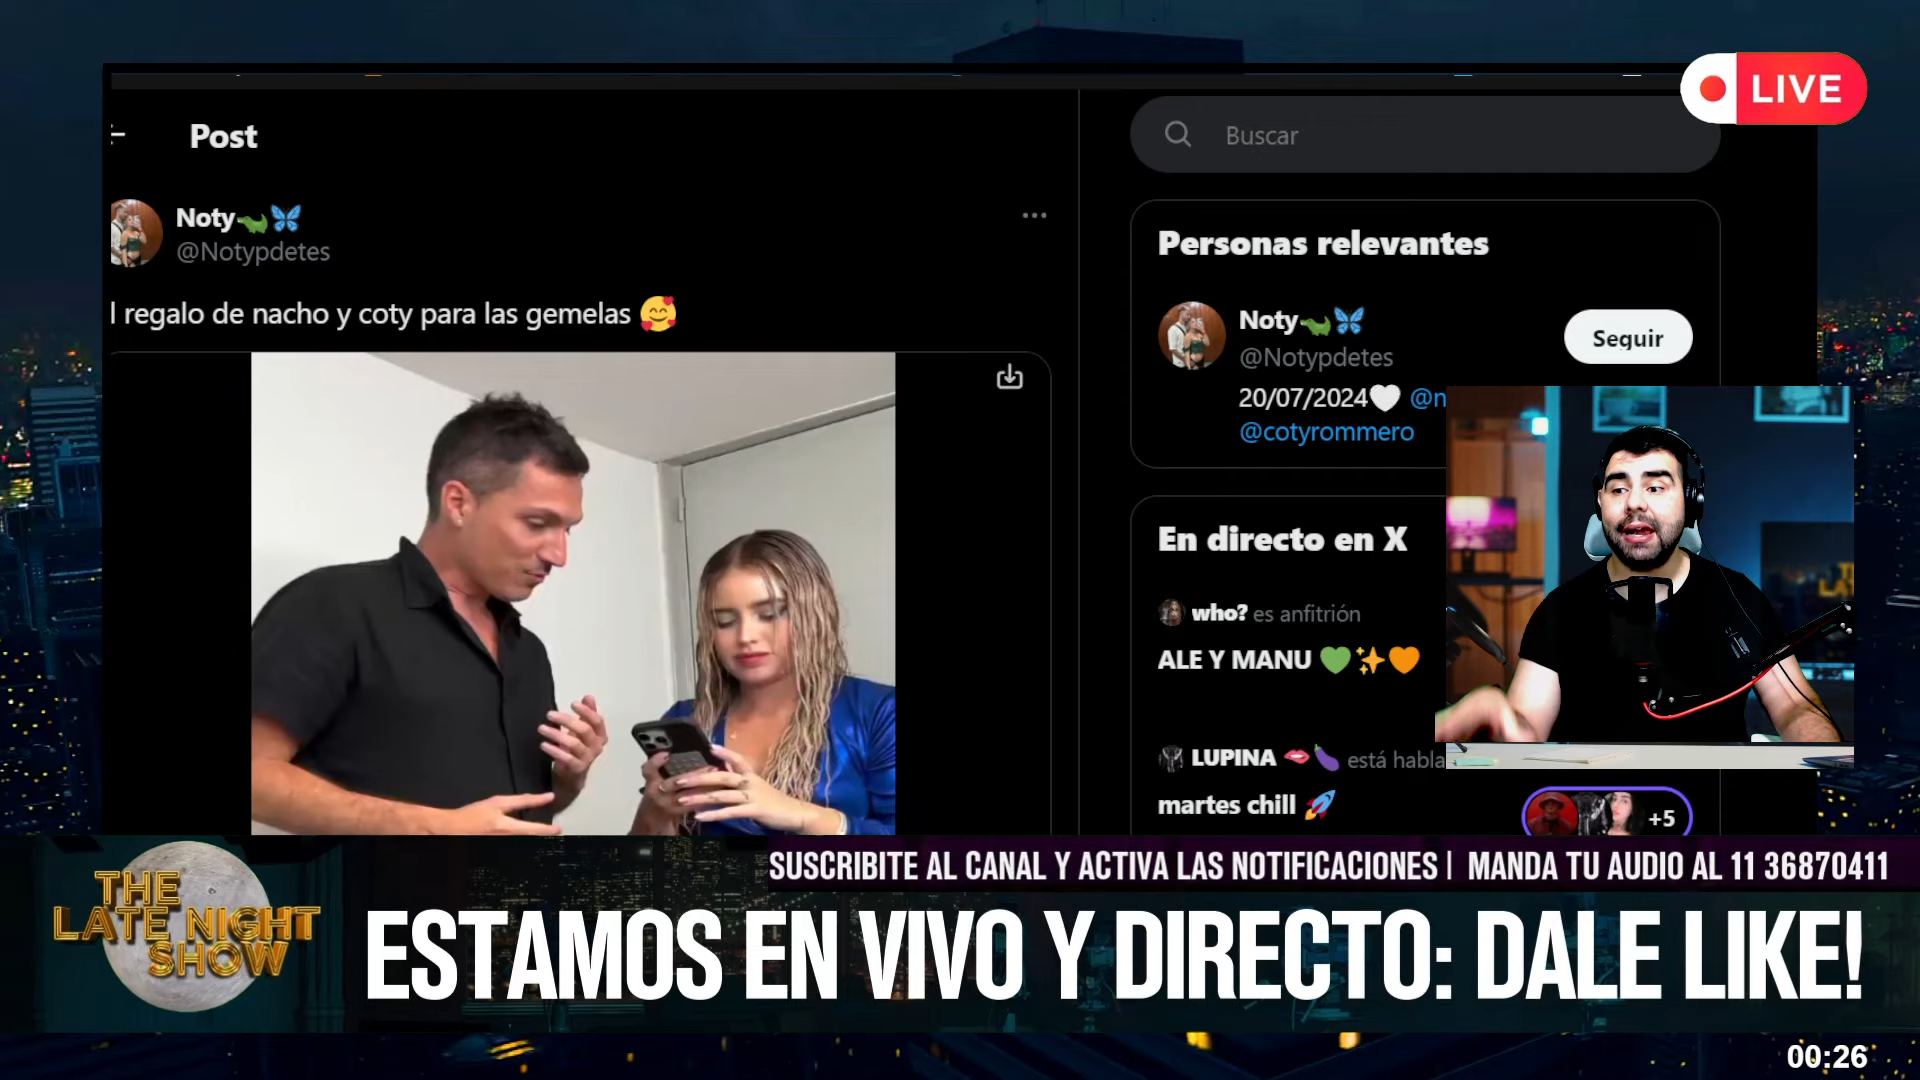 LIVE
Post
Noty🐊🦋
@Notypdetes
l regalo de nacho y coty para las gemelas 🥰
Buscar
Personas relevantes
Noty🐊🦋
@Notypdetes
Seguir
20/07/2024🤍 @n
@cotyrommero
En directo en X
who? es anfitrión
ALE Y MANU 💚✨🧡
LUPINA 🫦🍆 está habla
martes chill 🚀
+5
SUSCRIBITE AL CANAL Y ACTIVA LAS NOTIFICACIONES | MANDA TU AUDIO AL 11 36870411
THE
LATE NIGHT
SHOW
ESTAMOS EN VIVO Y DIRECTO: DALE LIKE!
00:26